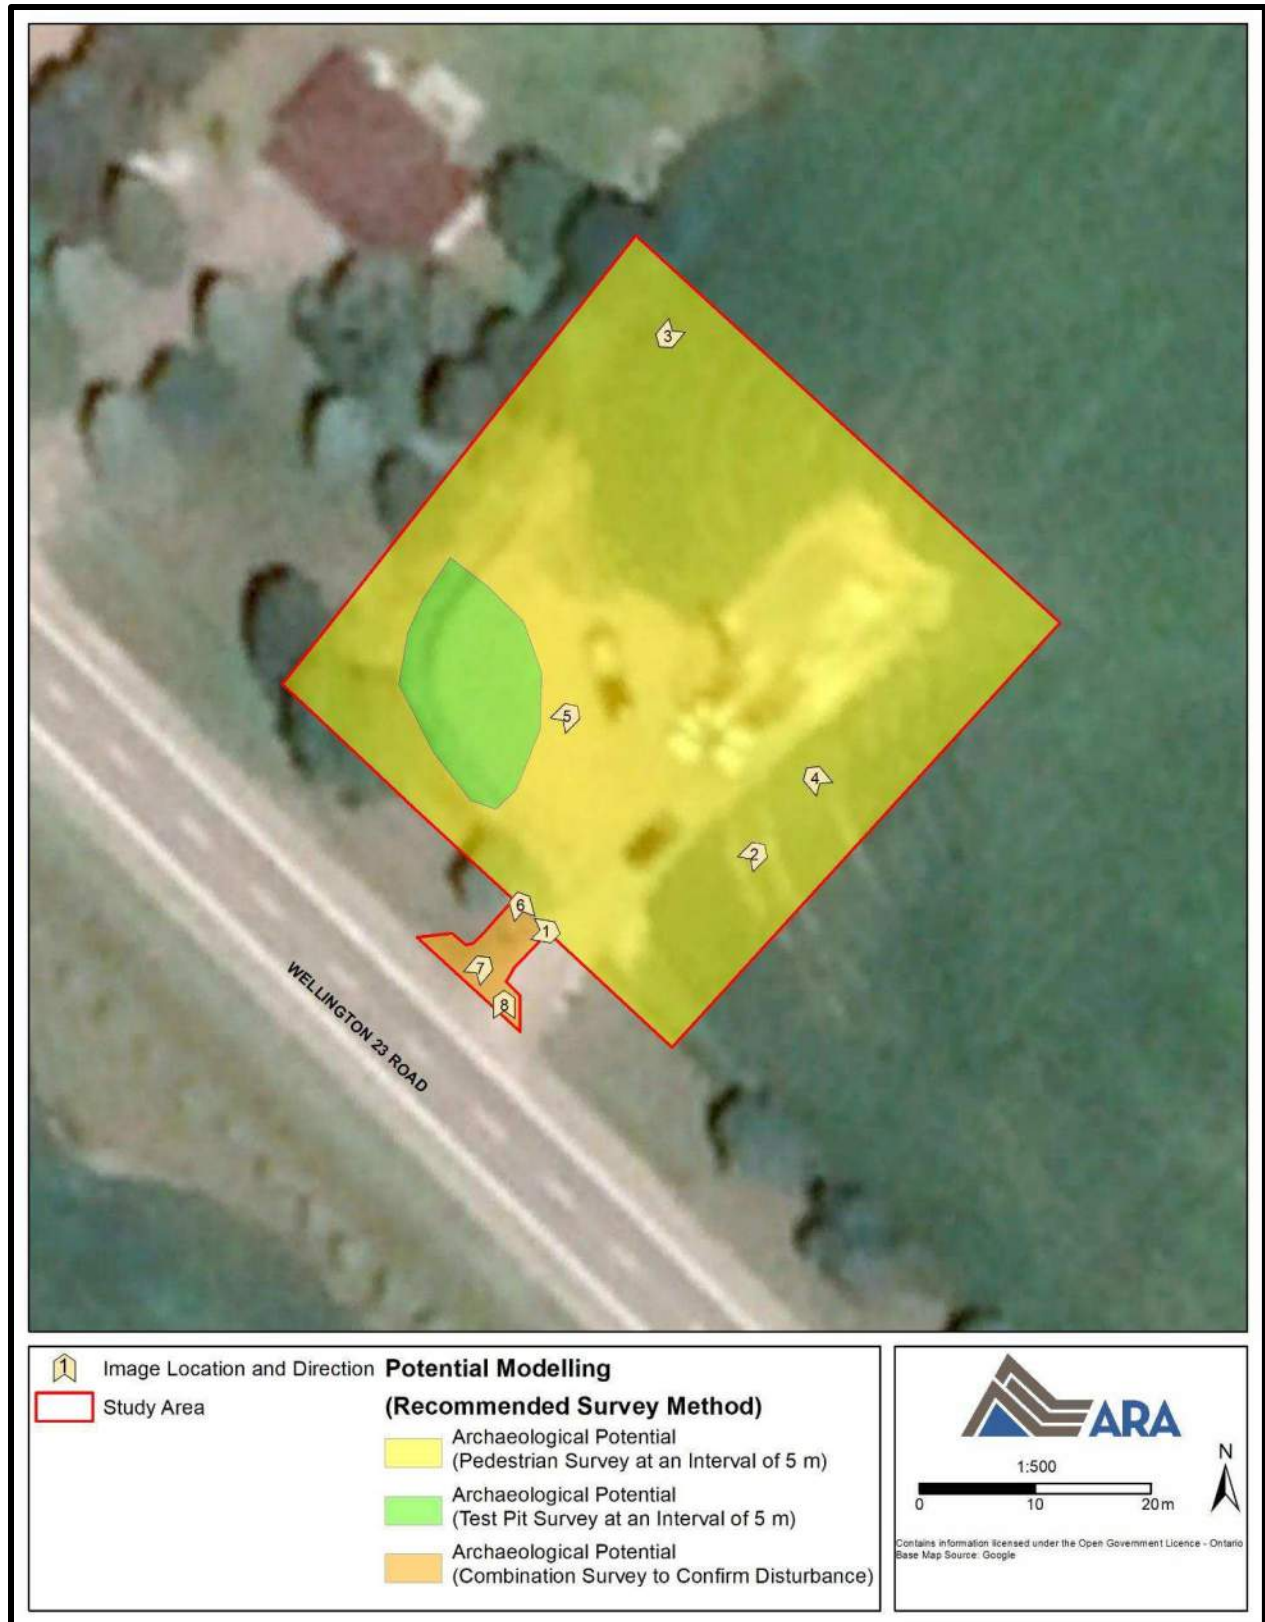 3
5
4
2
6
1
7
8
WELLINGTON 23 ROAD
1 Image Location and Direction
Study Area
Potential Modelling
(Recommended Survey Method)
Archaeological Potential
(Pedestrian Survey at an Interval of 5 m)
Archaeological Potential
(Test Pit Survey at an Interval of 5 m)
Archaeological Potential
(Combination Survey to Confirm Disturbance)
ARA
N
1:500
0 10 20 m
Contains information licensed under the Open Government Licence - Ontario
Base Map Source: Google